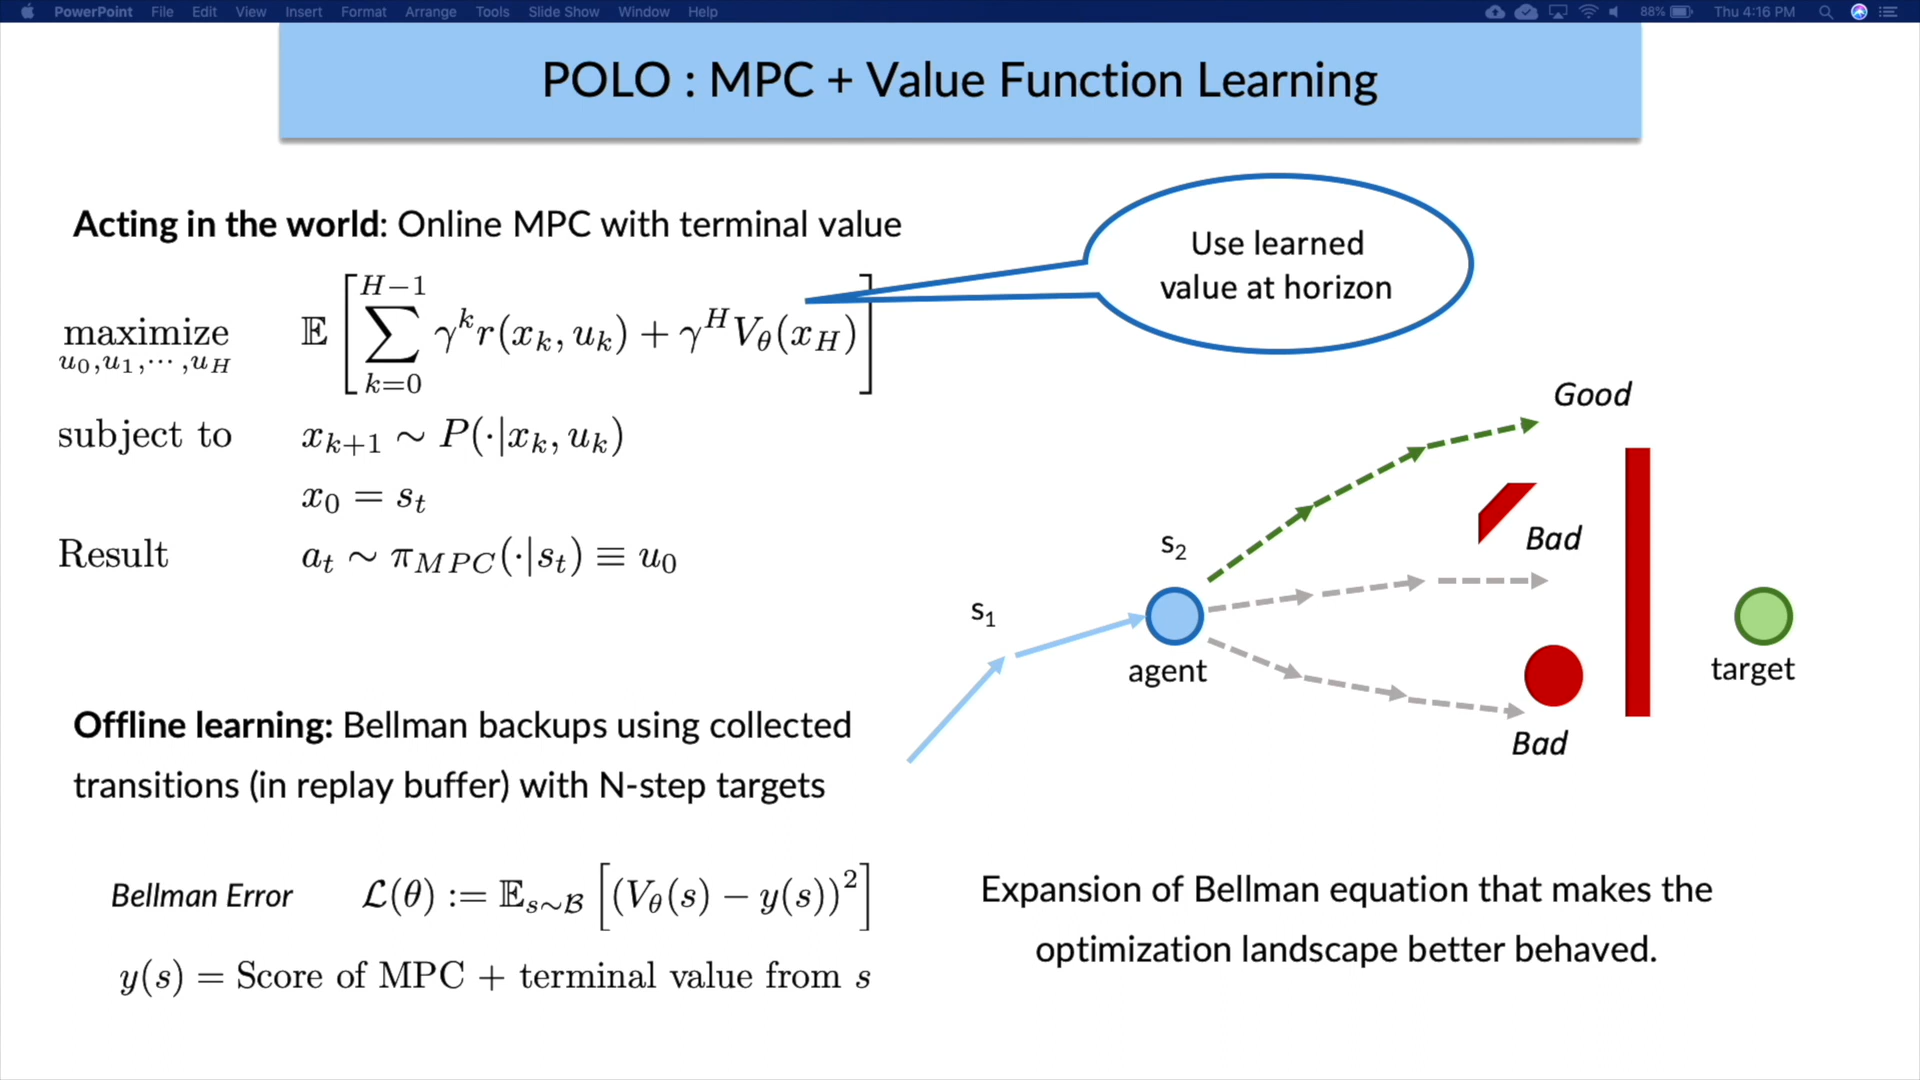 PowerPoint File Edit View Insert Format Arrange Tools Slide Show Window Help 88% Thu 4:16 PM
POLO : MPC + Value Function Learning
Acting in the world: Online MPC with terminal value
Use learned
value at horizon
maximize u_0,u_1,⋯,u_H 𝔼 [ ∑_{k=0}^{H−1} γ^k r(x_k, u_k) + γ^H V_θ(x_H) ]
subject to x_{k+1} ∼ P(·|x_k, u_k)
x_0 = s_t
Result a_t ∼ π_{MPC}(·|s_t) ≡ u_0
Good
Bad
s₂
s₁
agent
target
Bad
Offline learning: Bellman backups using collected
transitions (in replay buffer) with N-step targets
Bellman Error ℒ(θ) := 𝔼_{s∼ℬ} [(V_θ(s) − y(s))²]
y(s) = Score of MPC + terminal value from s
Expansion of Bellman equation that makes the
optimization landscape better behaved.